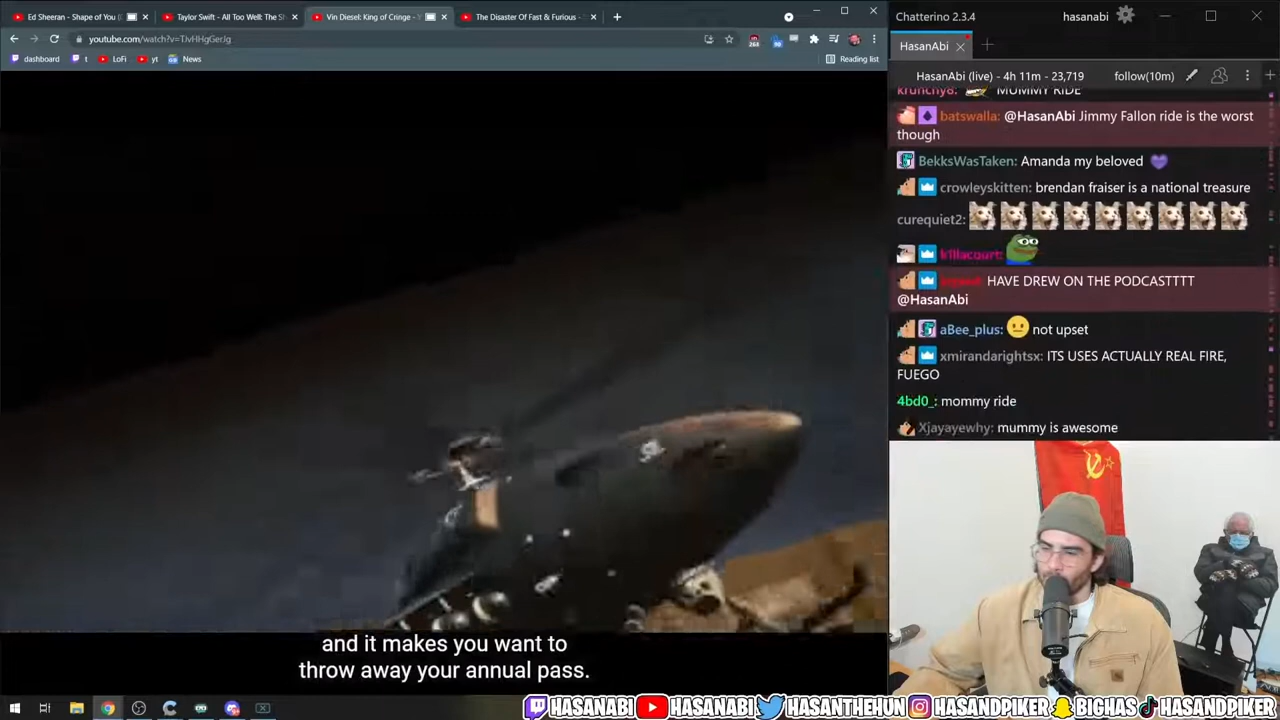 Ed Sheeran - Shape of You (
Taylor Swift - All Too Well: The S
Vin Diesel: King of Cringe -
The Disaster Of Fast & Furious -
youtube.com/watch?v=TJvHHgGerJg
dashboard
t
LoFi
yt
News
Reading list
and it makes you want to
throw away your annual pass.
Chatterino 2.3.4
hasanabi
HasanAbi
HasanAbi (live) - 4h 11m - 23,719
follow(10m)
krunchy8: MUMMY RIDE
batswalla: @HasanAbi Jimmy Fallon ride is the worst
though
BekksWasTaken: Amanda my beloved
crowleyskitten: brendan fraiser is a national treasure
curequiet2:
k1llacourt:
HAVE DREW ON THE PODCASTTTT
@HasanAbi
aBee_plus: not upset
xmirandarightsx: ITS USES ACTUALLY REAL FIRE,
FUEGO
4bd0_: mommy ride
Xjayayewhy: mummy is awesome
HASANABI
HASANABI
HASANTHEHUN
HASANDPIKER
BIGHAS
HASANDPIKER